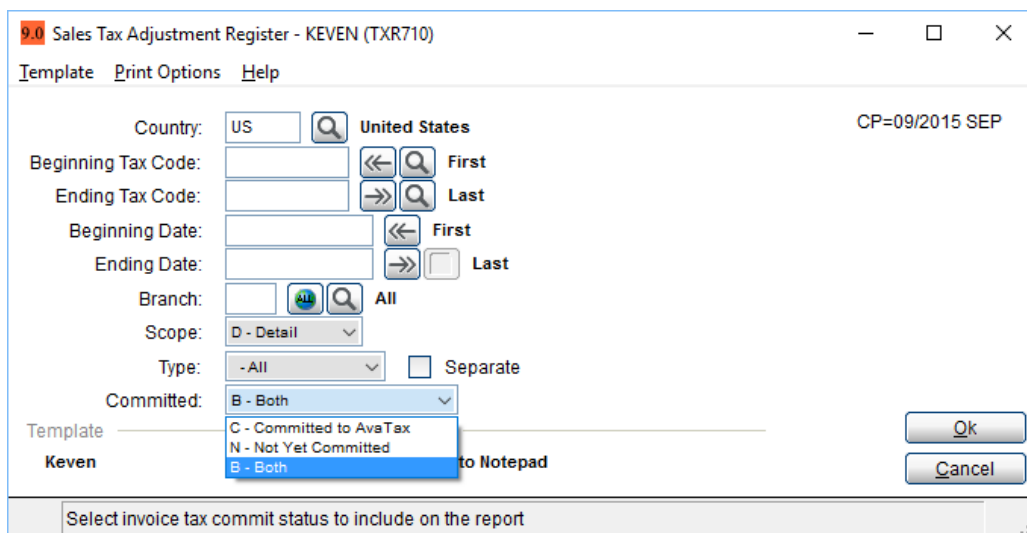 9.0 Sales Tax Adjustment Register - KEVEN (TXR710)
Template Print Options Help
Country: US United States CP=09/2015 SEP
Beginning Tax Code: First
Ending Tax Code: Last
Beginning Date: First
Ending Date: Last
Branch: ALL All
Scope: D - Detail
Type: - All Separate
Committed: B - Both
C - Committed to AvaTax
N - Not Yet Committed
B - Both
Template
Keven to Notepad
Ok
Cancel
Select invoice tax commit status to include on the report